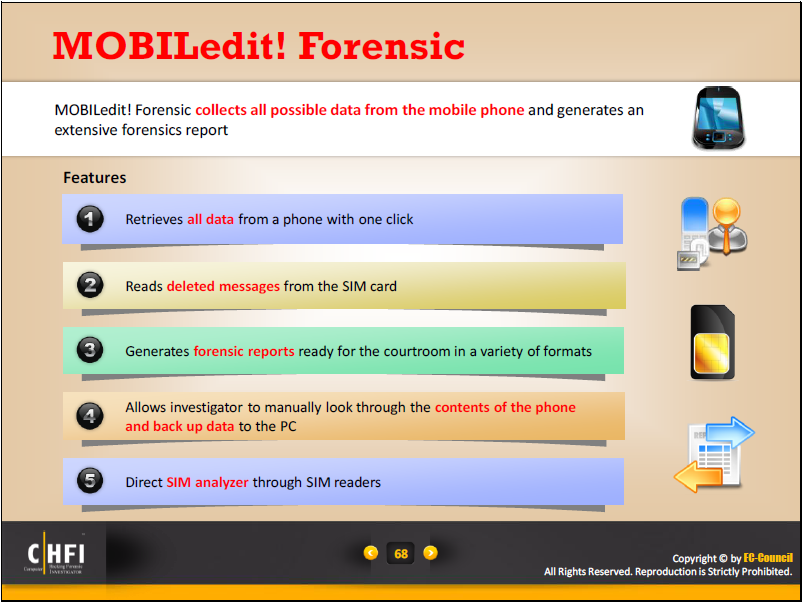 MOBILedit! Forensic
MOBILedit! Forensic collects all possible data from the mobile phone and generates an
extensive forensics report
Features
1 Retrieves all data from a phone with one click
2 Reads deleted messages from the SIM card
3 Generates forensic reports ready for the courtroom in a variety of formats
4 Allows investigator to manually look through the contents of the phone
and back up data to the PC
5 Direct SIM analyzer through SIM readers
CHFI
Computer
Hacking Forensic
INVESTIGATOR
68
Copyright © by EC-Council
All Rights Reserved. Reproduction is Strictly Prohibited.